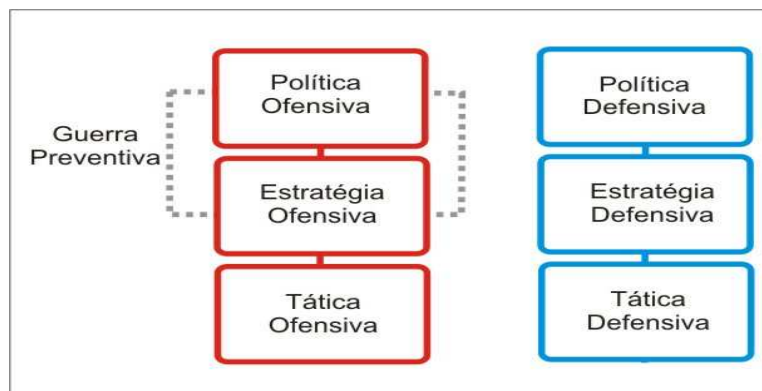 Guerra
Preventiva
Política
Ofensiva
Estratégia
Ofensiva
Tática
Ofensiva
Política
Defensiva
Estratégia
Defensiva
Tática
Defensiva